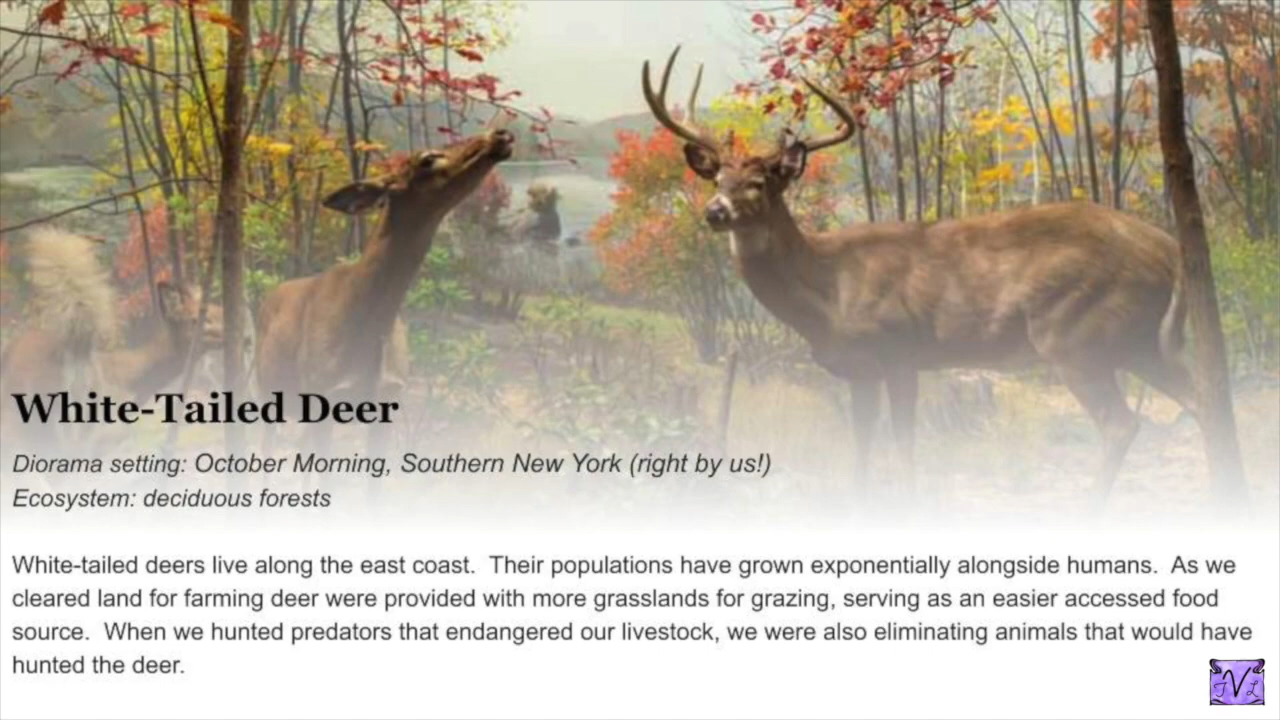 White-Tailed Deer
Diorama setting: October Morning, Southern New York (right by us!)
Ecosystem: deciduous forests
White-tailed deers live along the east coast.  Their populations have grown exponentially alongside humans.  As we
cleared land for farming deer were provided with more grasslands for grazing, serving as an easier accessed food
source.  When we hunted predators that endangered our livestock, we were also eliminating animals that would have
hunted the deer.